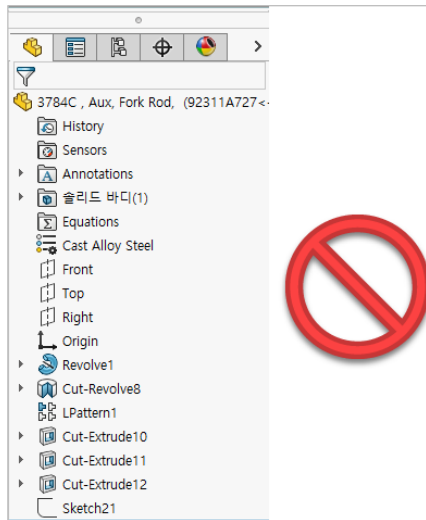 3784C , Aux, Fork Rod, (92311A727<-
History
Sensors
Annotations
솔리드 바디(1)
Equations
Cast Alloy Steel
Front
Top
Right
Origin
Revolve1
Cut-Revolve8
LPattern1
Cut-Extrude10
Cut-Extrude11
Cut-Extrude12
Sketch21